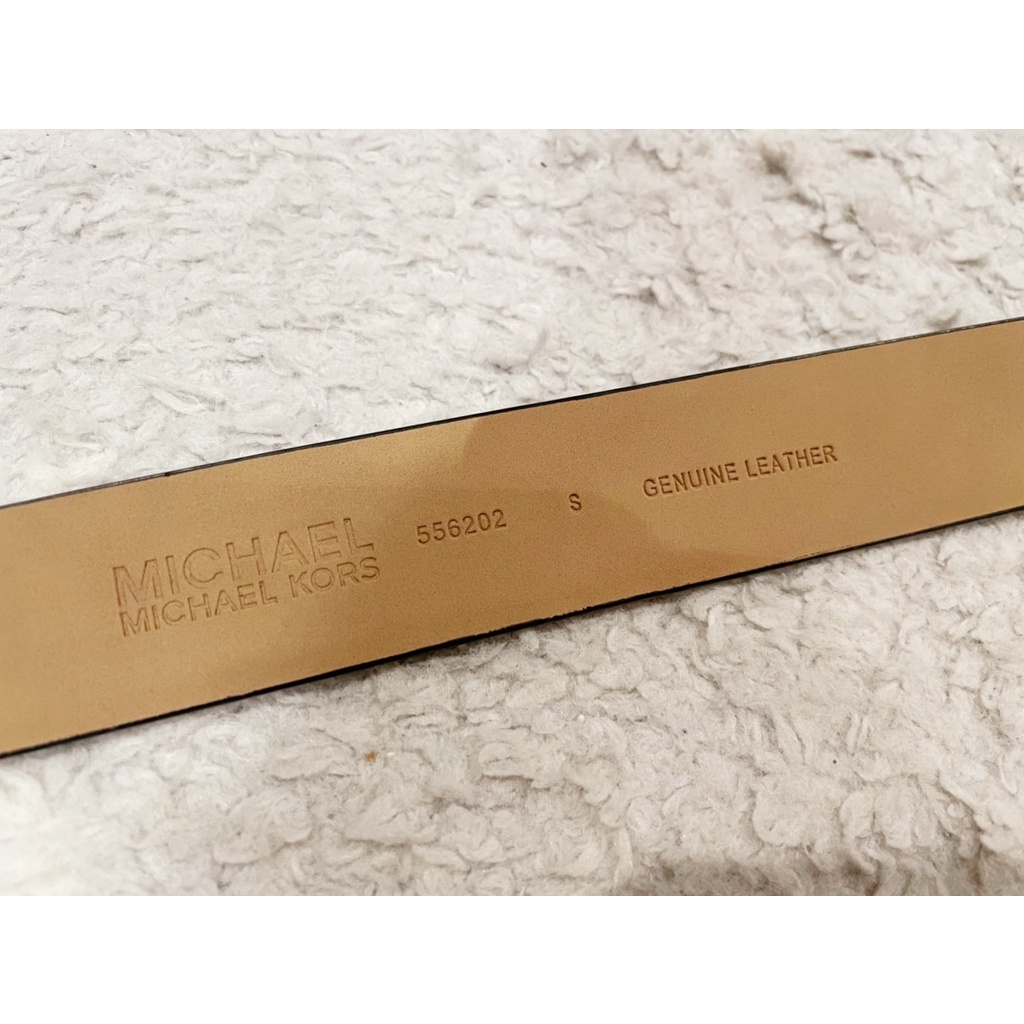 MICHAEL
MICHAEL KORS
556202
S
GENUINE LEATHER